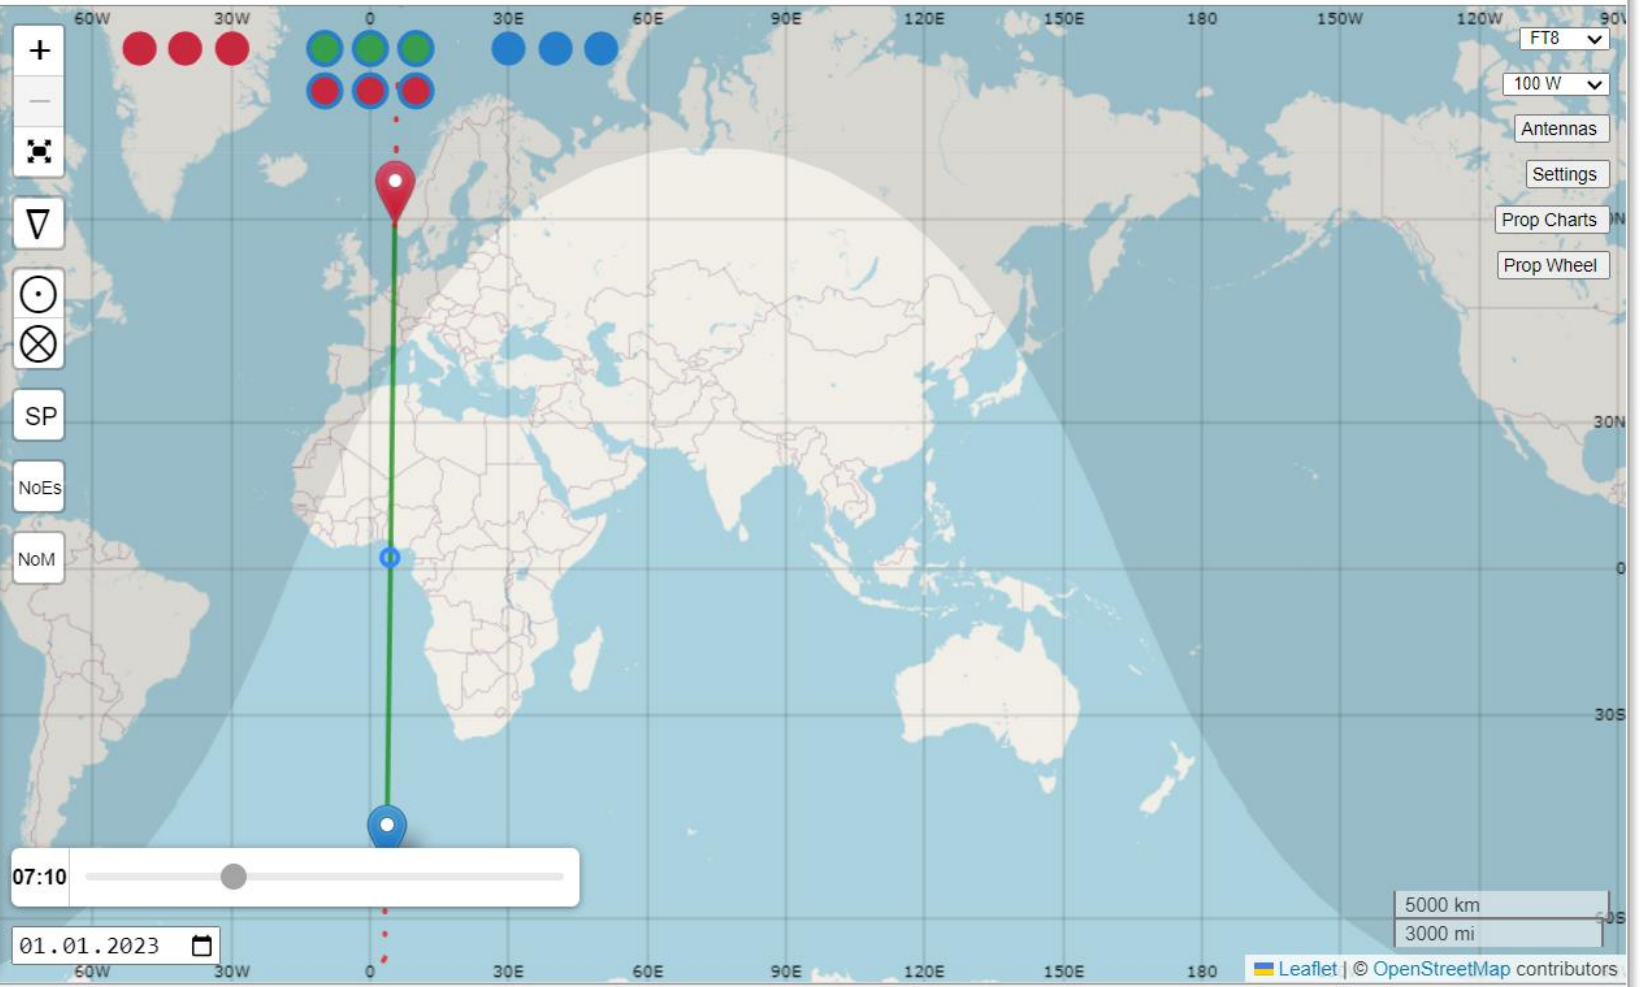 60W 30W 0 30E 60E 90E 120E 150E 180 150W 120W 90W
+
FT8
−
100 W
Antennas
Settings
Prop Charts
Prop Wheel
SP
30N
NoEs
NoM
0
30S
07:10
5000 km
60S
3000 mi
01.01.2023
60W 30W 0 30E 60E 90E 120E 150E 180
Leaflet | © OpenStreetMap contributors